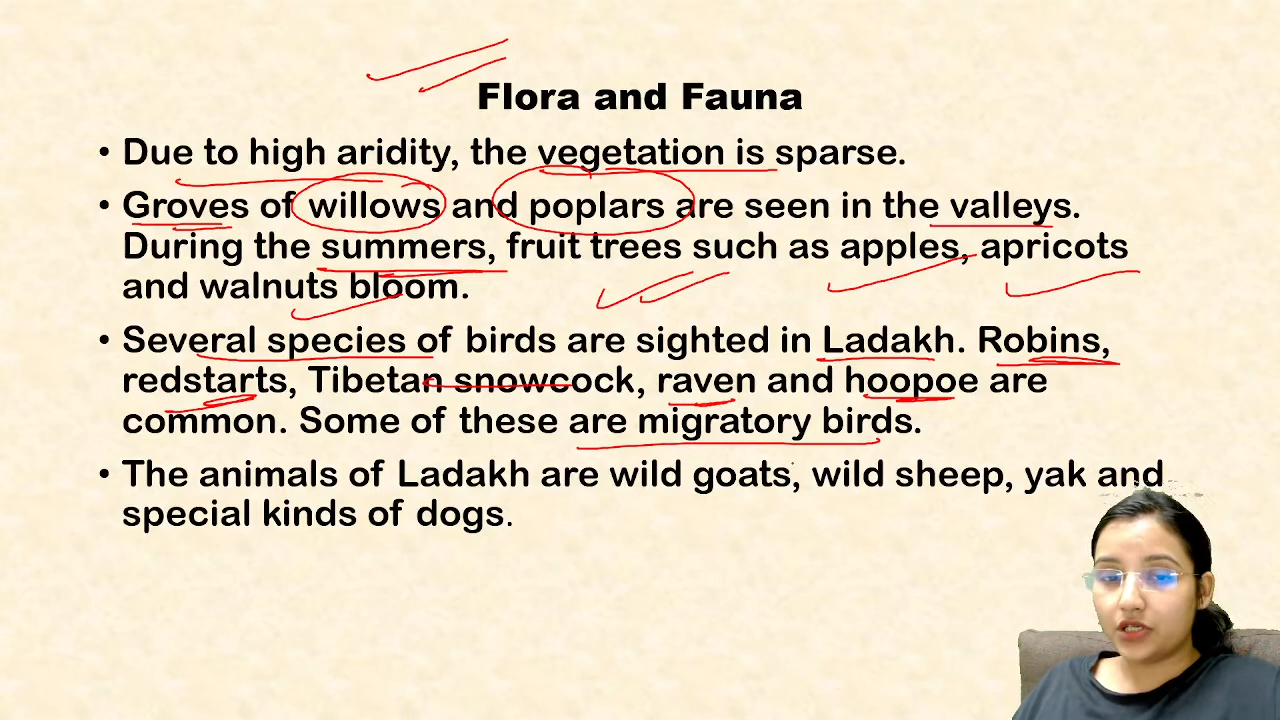 Flora and Fauna
• Due to high aridity, the vegetation is sparse.
• Groves of willows and poplars are seen in the valleys.
During the summers, fruit trees such as apples, apricots
and walnuts bloom.
• Several species of birds are sighted in Ladakh. Robins,
redstarts, Tibetan snowcock, raven and hoopoe are
common. Some of these are migratory birds.
• The animals of Ladakh are wild goats, wild sheep, yak and
special kinds of dogs.